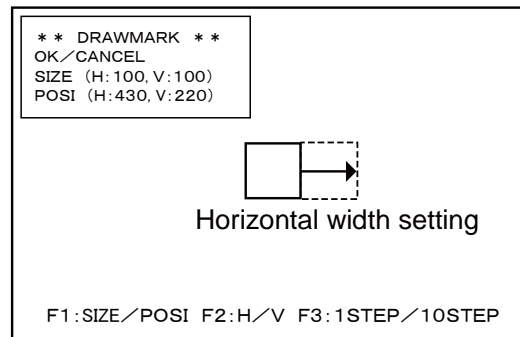 ＊＊ DRAWMARK ＊＊
OK／CANCEL
SIZE （H:100, V:100）
POSI （H:430, V:220）
Horizontal width setting
F1:SIZE／POSI F2:H／V F3:1STEP／10STEP